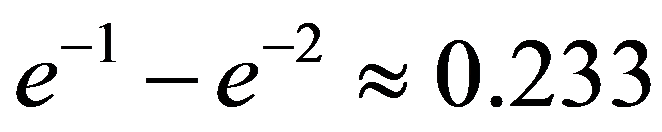 e⁻¹ − e⁻² ≈ 0.233